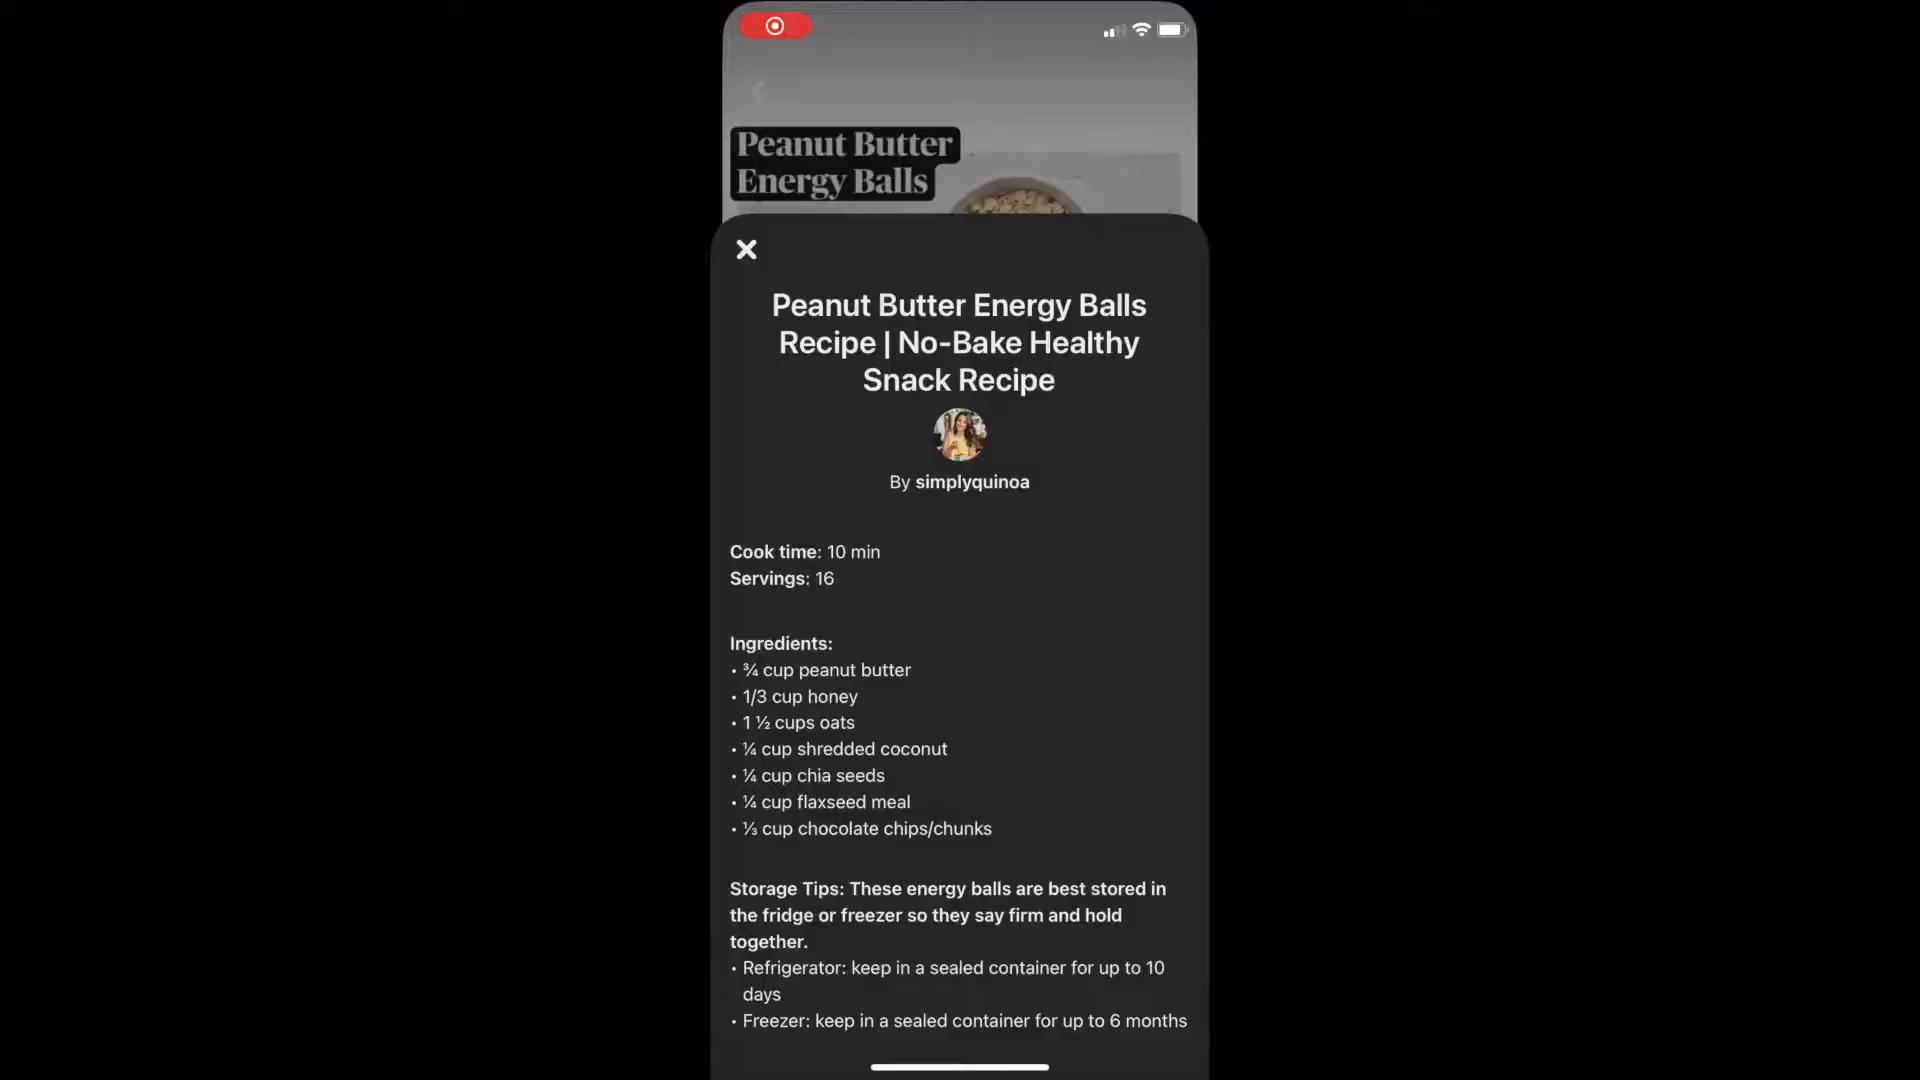 Peanut Butter
Energy Balls
Peanut Butter Energy Balls
Recipe | No-Bake Healthy
Snack Recipe
By simplyquinoa
Cook time: 10 min
Servings: 16
Ingredients:
• ¾ cup peanut butter
• 1/3 cup honey
• 1 ½ cups oats
• ¼ cup shredded coconut
• ¼ cup chia seeds
• ¼ cup flaxseed meal
• ⅓ cup chocolate chips/chunks
Storage Tips: These energy balls are best stored in
the fridge or freezer so they say firm and hold
together.
• Refrigerator: keep in a sealed container for up to 10
days
• Freezer: keep in a sealed container for up to 6 months